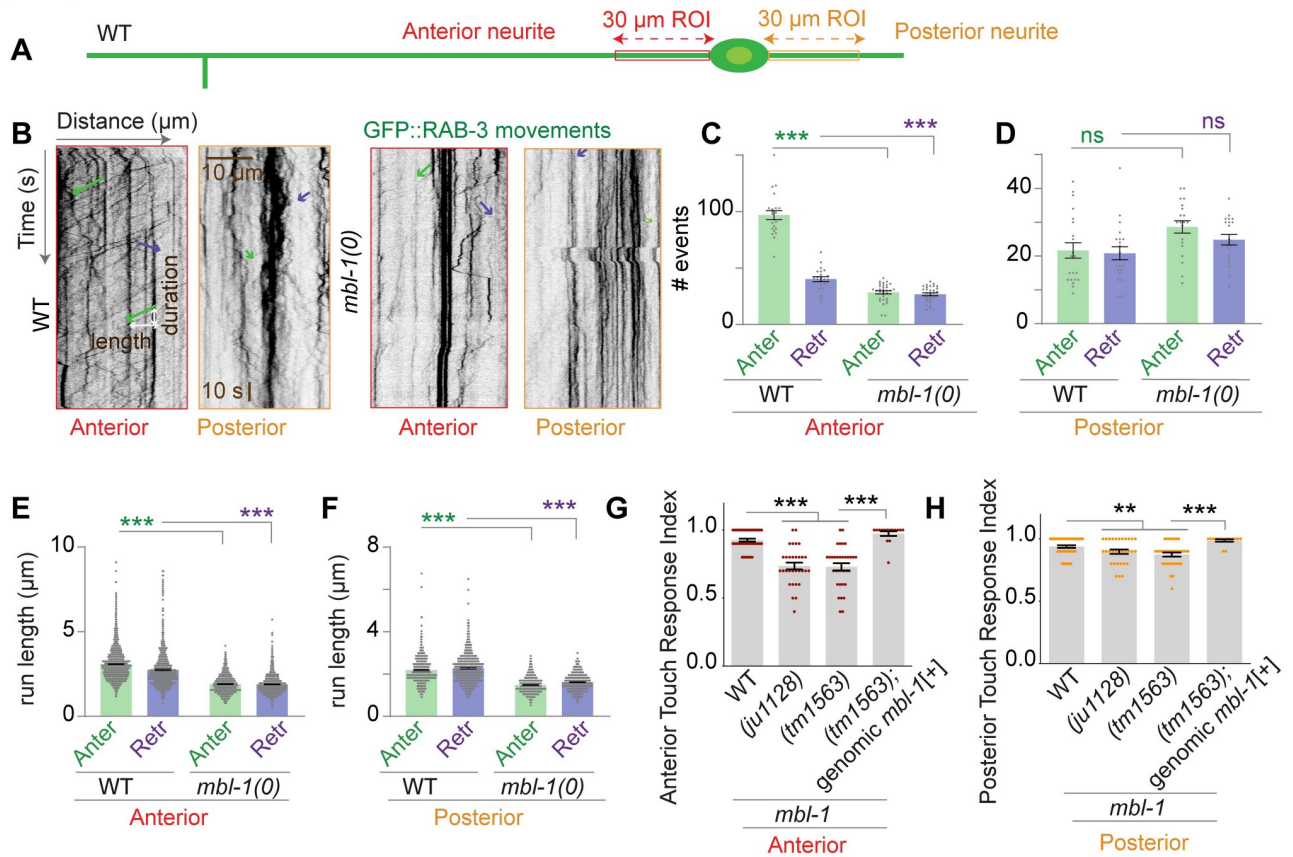 A
WT
Anterior neurite
30 µm ROI
30 µm ROI
Posterior neurite
B
Distance (µm)
Time (s)
WT
10 µm
length
duration
10 s
Anterior
Posterior
GFP::RAB-3 movements
mbl-1(0)
Anterior
Posterior
C
***
***
# events
100
0
Anter
Retr
Anter
Retr
WT
mbl-1(0)
Anterior
D
ns
ns
40
20
0
Anter
Retr
Anter
Retr
WT
mbl-1(0)
Posterior
E
***
***
run length (µm)
10
5
0
Anter
Retr
Anter
Retr
WT
mbl-1(0)
Anterior
F
***
***
run length (µm)
8
4
0
Anter
Retr
Anter
Retr
WT
mbl-1(0)
Posterior
G
***
***
Anterior Touch Response Index
1.0
0.5
0.0
WT
(ju1128)
(tm1563)
(tm1563);
genomic mbl-1[+]
mbl-1
Anterior
H
**
***
Posterior Touch Response Index
1.0
0.5
0.0
WT
(ju1128)
(tm1563)
(tm1563);
genomic mbl-1[+]
mbl-1
Posterior